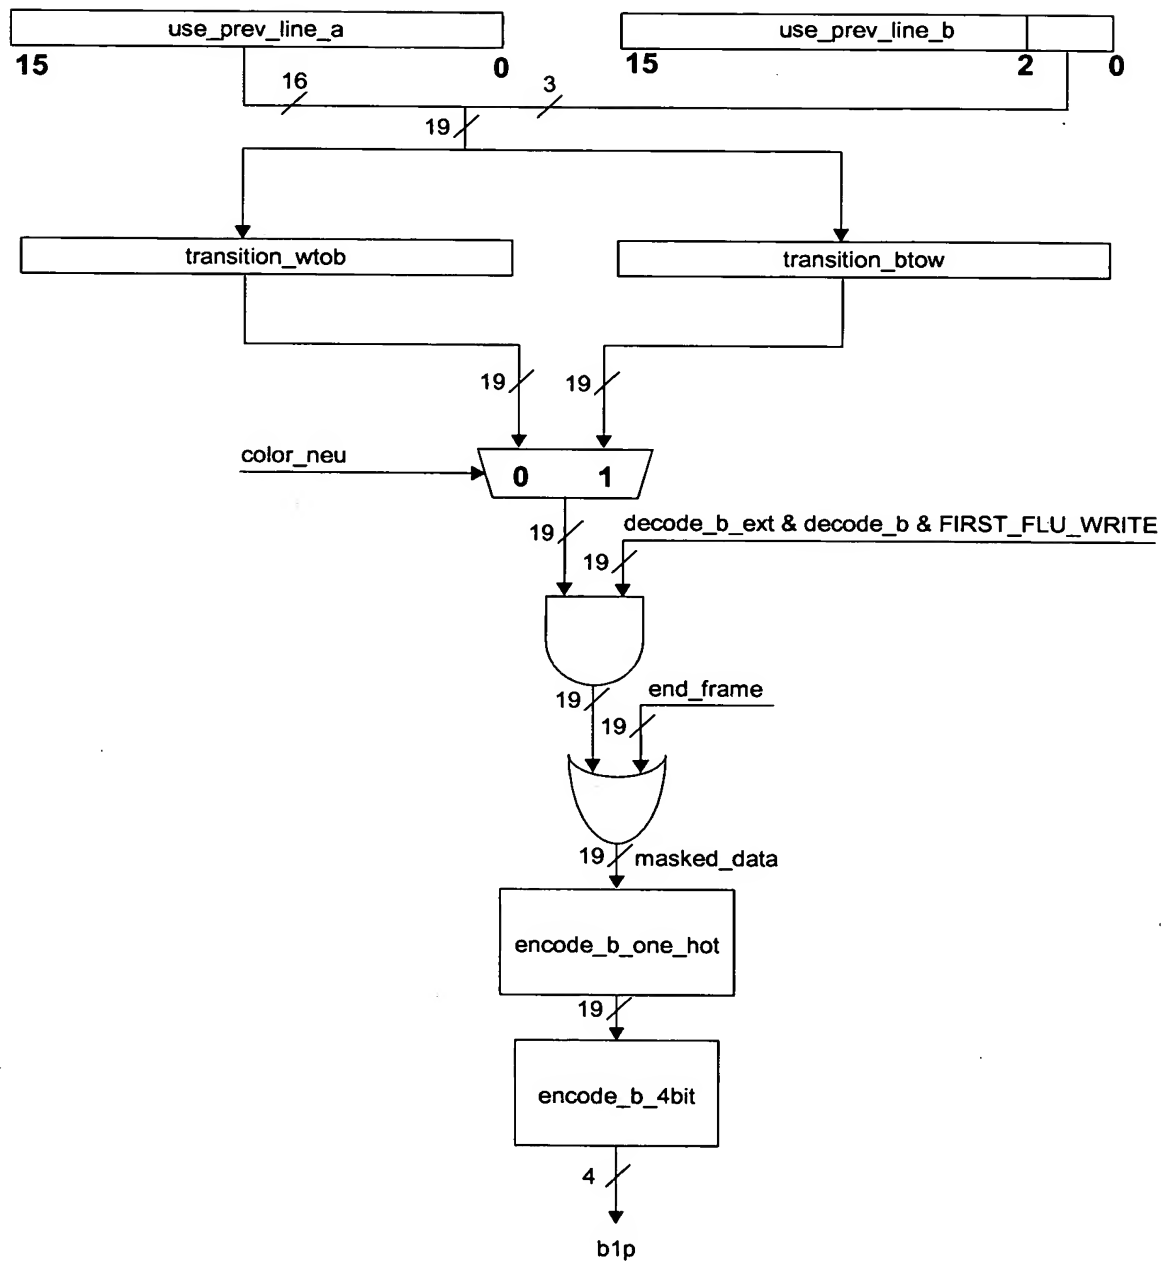 use_prev_line_a
use_prev_line_b
15
0
15
2
0
16
3
19
transition_wtob
transition_btow
19
19
color_neu
0
1
19
decode_b_ext & decode_b & FIRST_FLU_WRITE
19
19
end_frame
19
19
masked_data
encode_b_one_hot
19
encode_b_4bit
4
b1p